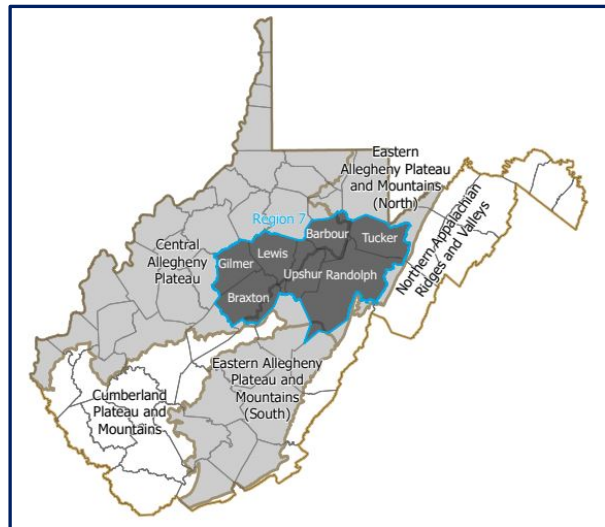 Eastern
Allegheny Plateau
and Mountains
(North)
Region 7
Barbour
Tucker
Northern Appalachian
Ridges and Valleys
Central
Allegheny
Plateau
Lewis
Gilmer
Upshur
Randolph
Braxton
Eastern Allegheny
Plateau and
Mountains
(South)
Cumberland
Plateau and
Mountains